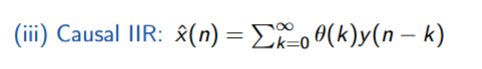 (iii) Causal IIR: x̂(n) = ∑_{k=0}^{∞} θ(k)y(n − k)